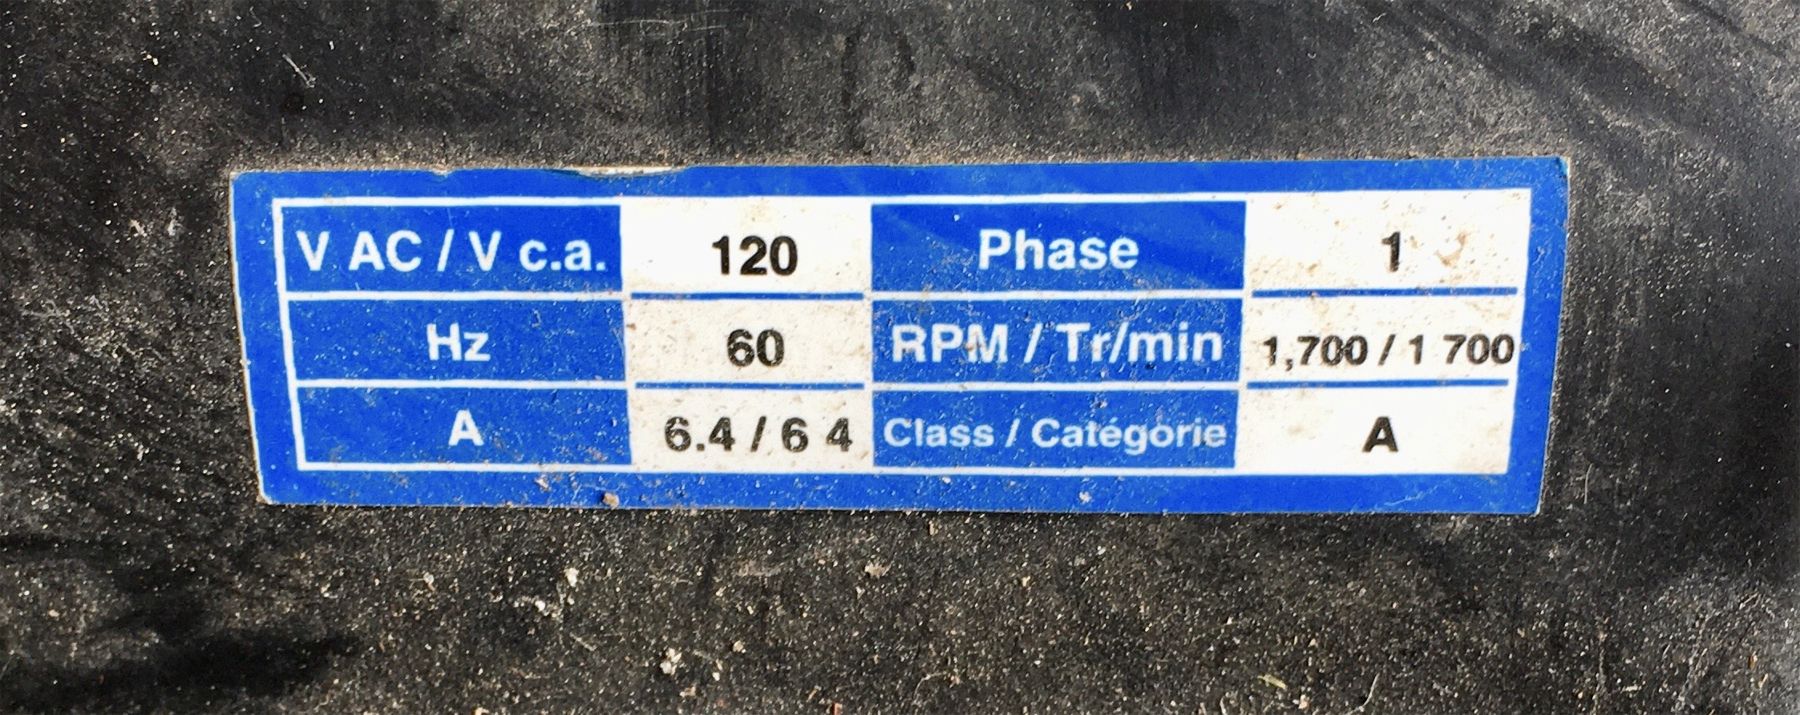 V AC / V c.a. 120 Phase 1
Hz 60 RPM / Tr/min 1,700 / 1 700
A 6.4 / 6 4 Class / Catégorie A